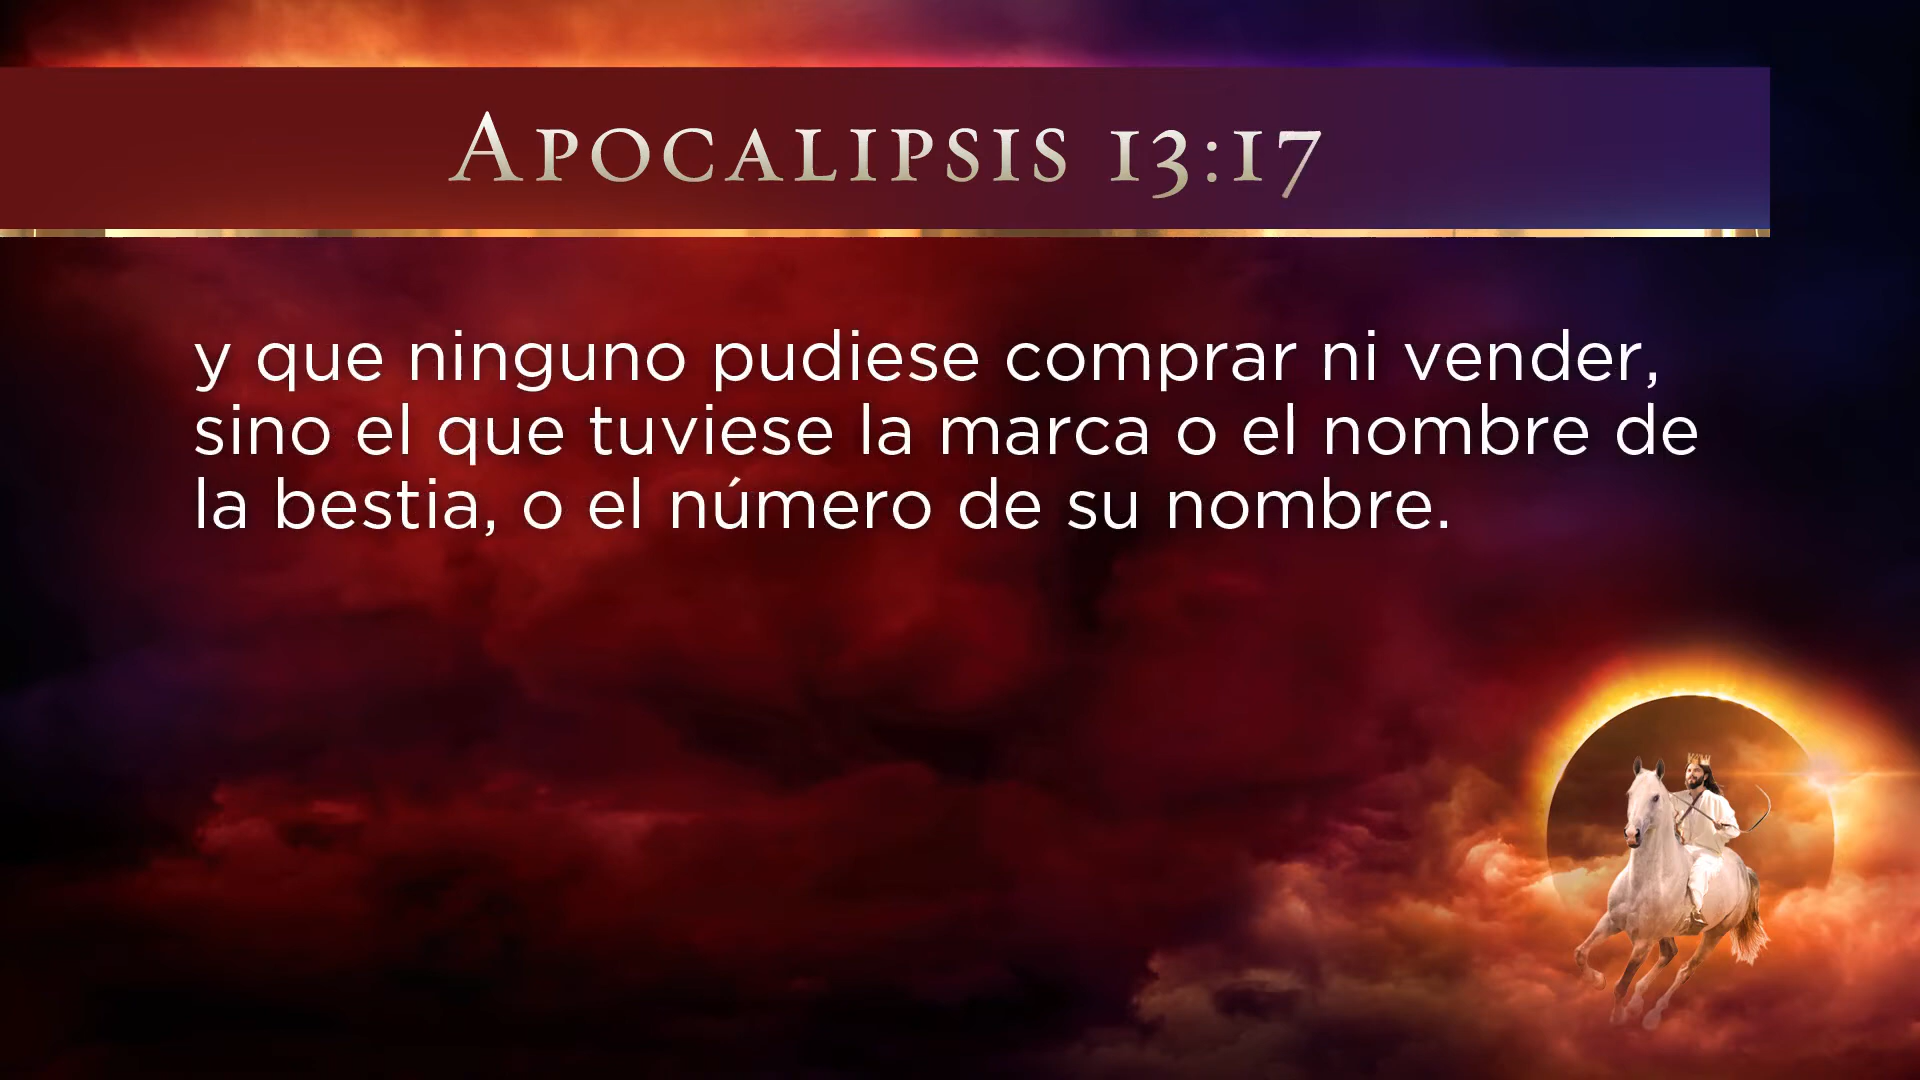 Apocalipsis 13:17
y que ninguno pudiese comprar ni vender,
sino el que tuviese la marca o el nombre de
la bestia, o el número de su nombre.